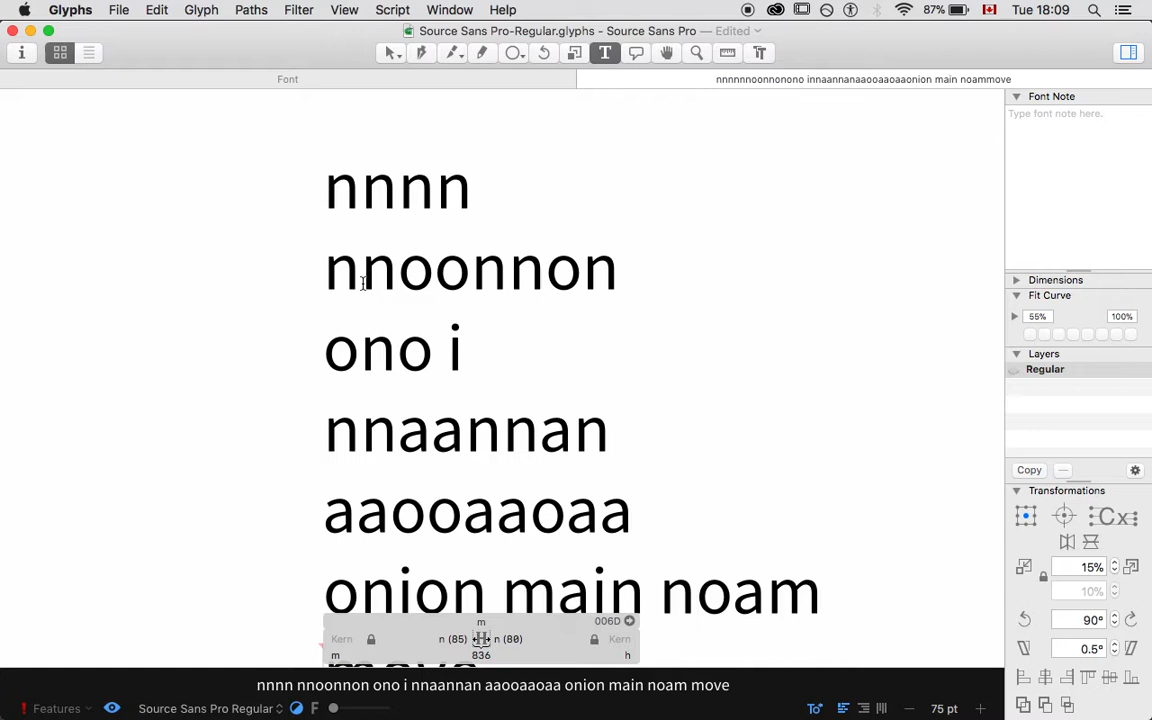 Glyphs File Edit Glyph Paths Filter View Script Window Help 87% Tue 18:09
Source Sans Pro-Regular.glyphs - Source Sans Pro — Edited
Font nnnnnnoonnonono innaannanaaooaaoaaonion main noammove
Font Note
Type font note here.
nnnn
nnoonnon
ono i
nnaannan
aaooaaoaa
onion main noam
move
Dimensions
Fit Curve
55% 100%
Layers
Regular
Copy
Transformations
Cx
15%
10%
90°
0.5°
m 006D
Kern n (85) H n (80) Kern
m 836 h
nnnn nnoonnon ono i nnaannan aaooaaoaa onion main noam move
! Features Source Sans Pro Regular F 75 pt